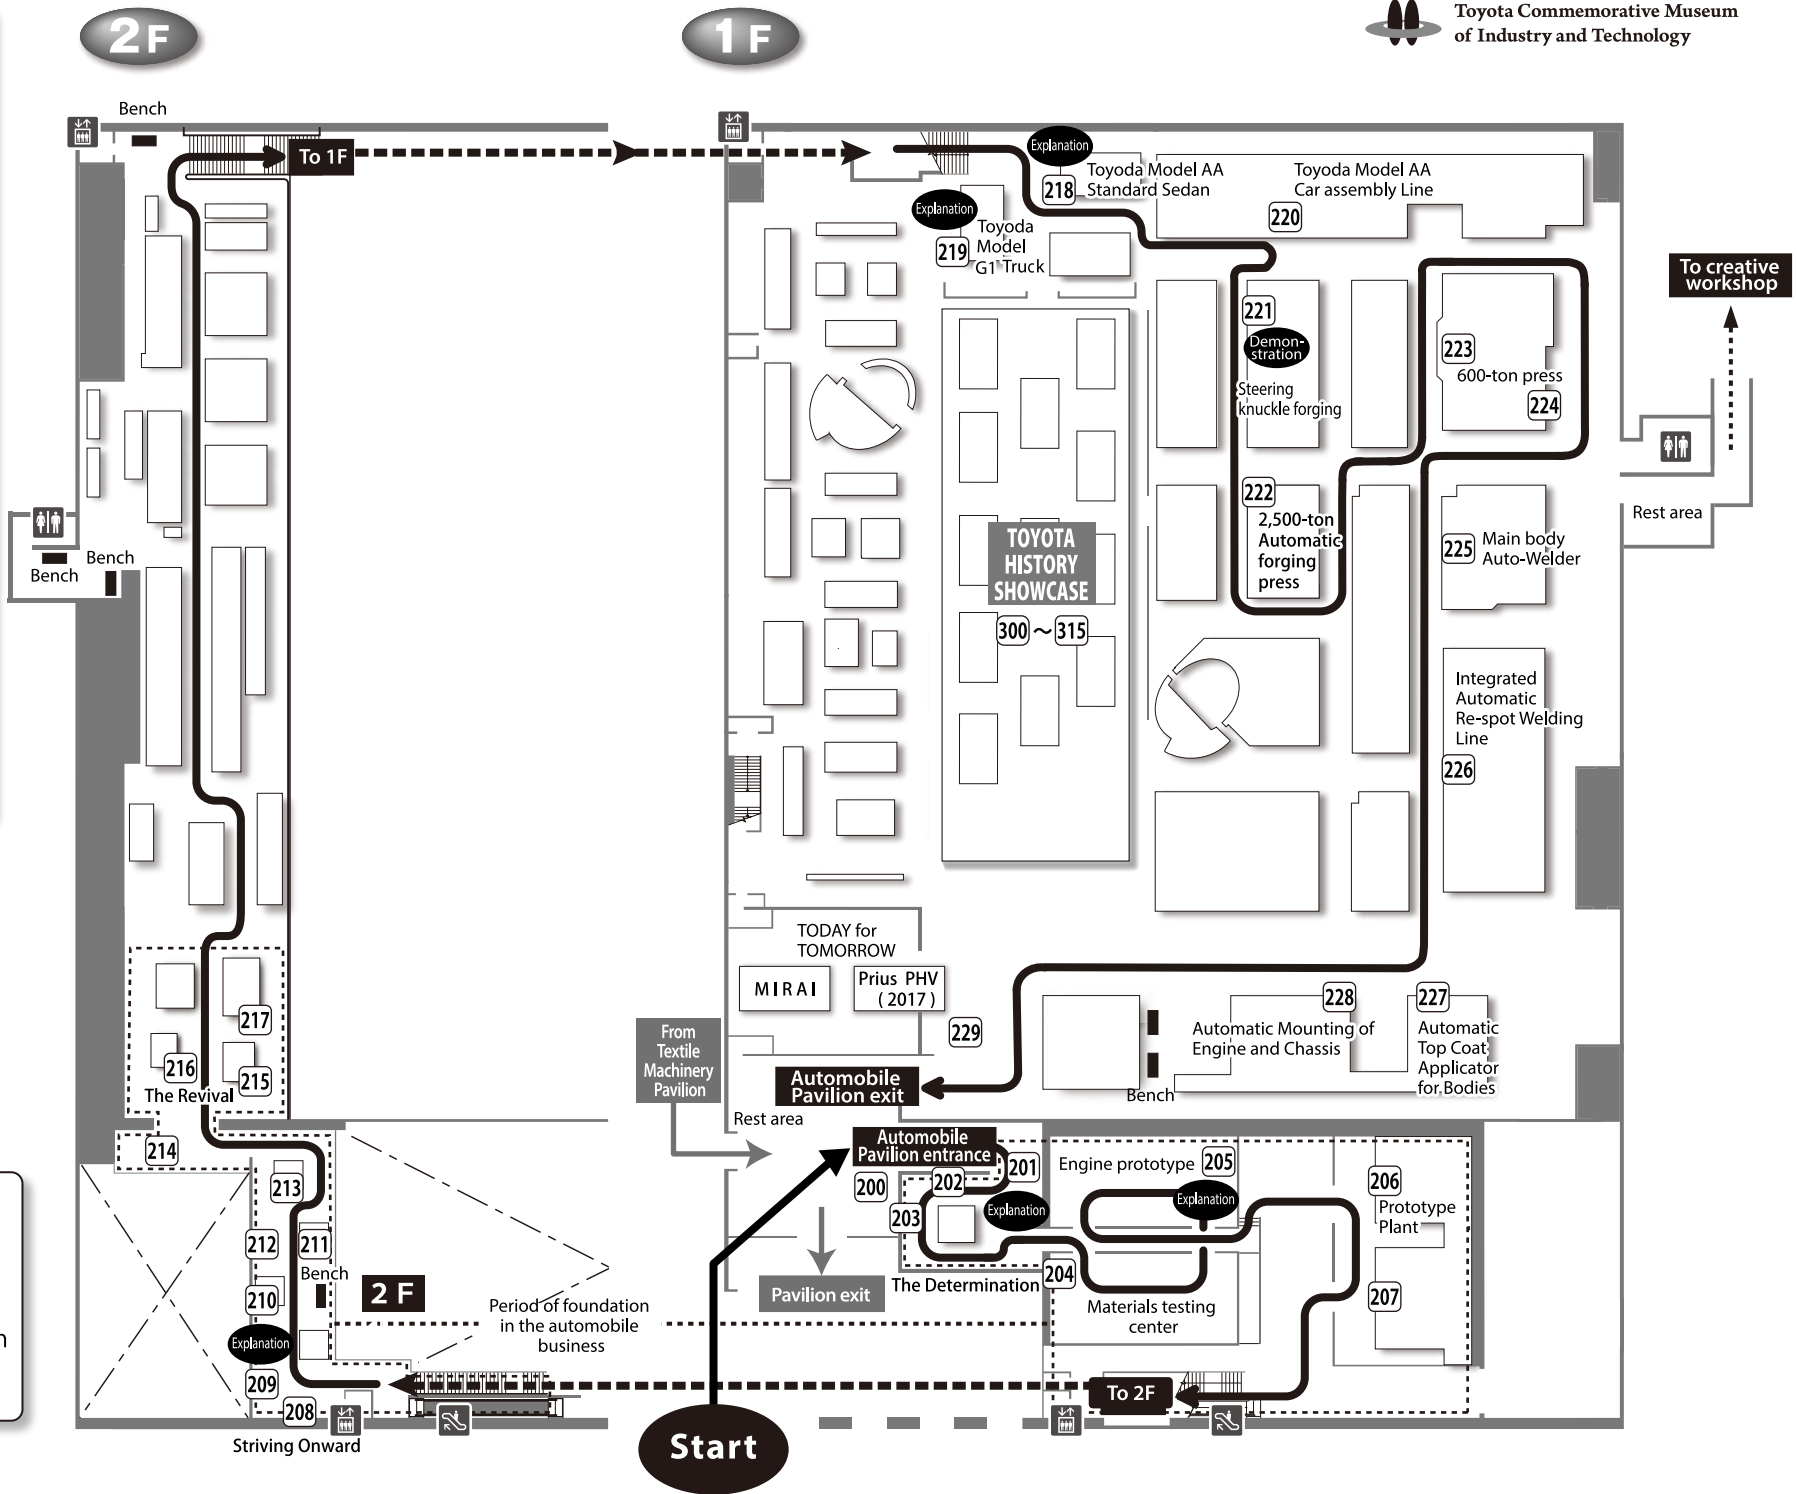 2F
1F
Toyota Commemorative Museum
of Industry and Technology
Bench
To 1F
Explanation
218
Toyoda Model AA
Standard Sedan
Toyoda Model AA
Car assembly Line
220
Explanation
219
Toyoda
Model
G1 Truck
To creative
workshop
221
Demon-
stration
Steering
knuckle forging
223
600-ton press
224
222
2,500-ton
Automatic
forging
press
Rest area
225
Main body
Auto-Welder
Bench
Bench
TOYOTA
HISTORY
SHOWCASE
300 ~ 315
Integrated
Automatic
Re-spot Welding
Line
226
TODAY for
TOMORROW
MIRAI
Prius PHV
( 2017 )
229
228
Automatic Mounting of
Engine and Chassis
227
Automatic
Top Coat
Applicator
for Bodies
Bench
217
216
215
The Revival
214
From
Textile
Machinery
Pavilion
Automobile
Pavilion exit
Rest area
Automobile
Pavilion entrance
200
201
202
203
Explanation
Engine prototype
205
Explanation
206
Prototype
Plant
207
204
The Determination
Materials testing
center
Pavilion exit
213
212
211
Bench
210
2 F
Explanation
209
208
Striving Onward
Period of foundation
in the automobile
business
To 2F
Start
n